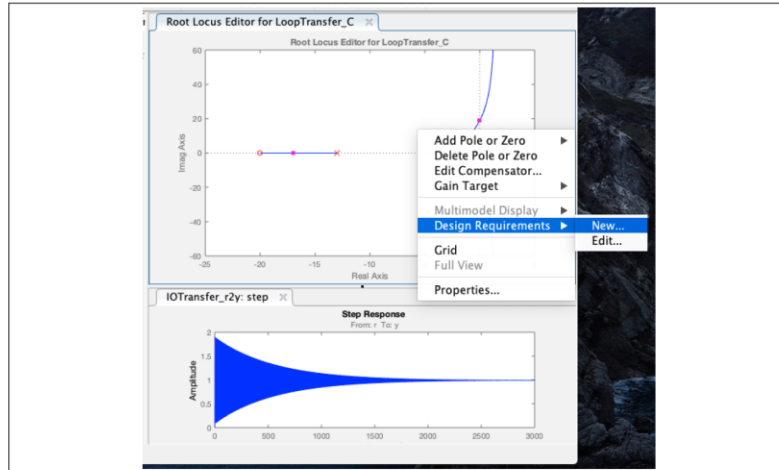 Root Locus Editor for LoopTransfer_C
Root Locus Editor for LoopTransfer_C
60
40
20
0
-20
-40
-60
Imag Axis
-25
-20
-15
-10
Real Axis
Add Pole or Zero
Delete Pole or Zero
Edit Compensator...
Gain Target
Multimodel Display
Design Requirements
New...
Edit...
Grid
Full View
Properties...
IOTransfer_r2y: step
Step Response
From: r To: y
2
1.5
1
0.5
0
Amplitude
0
500
1000
1500
2000
2500
3000